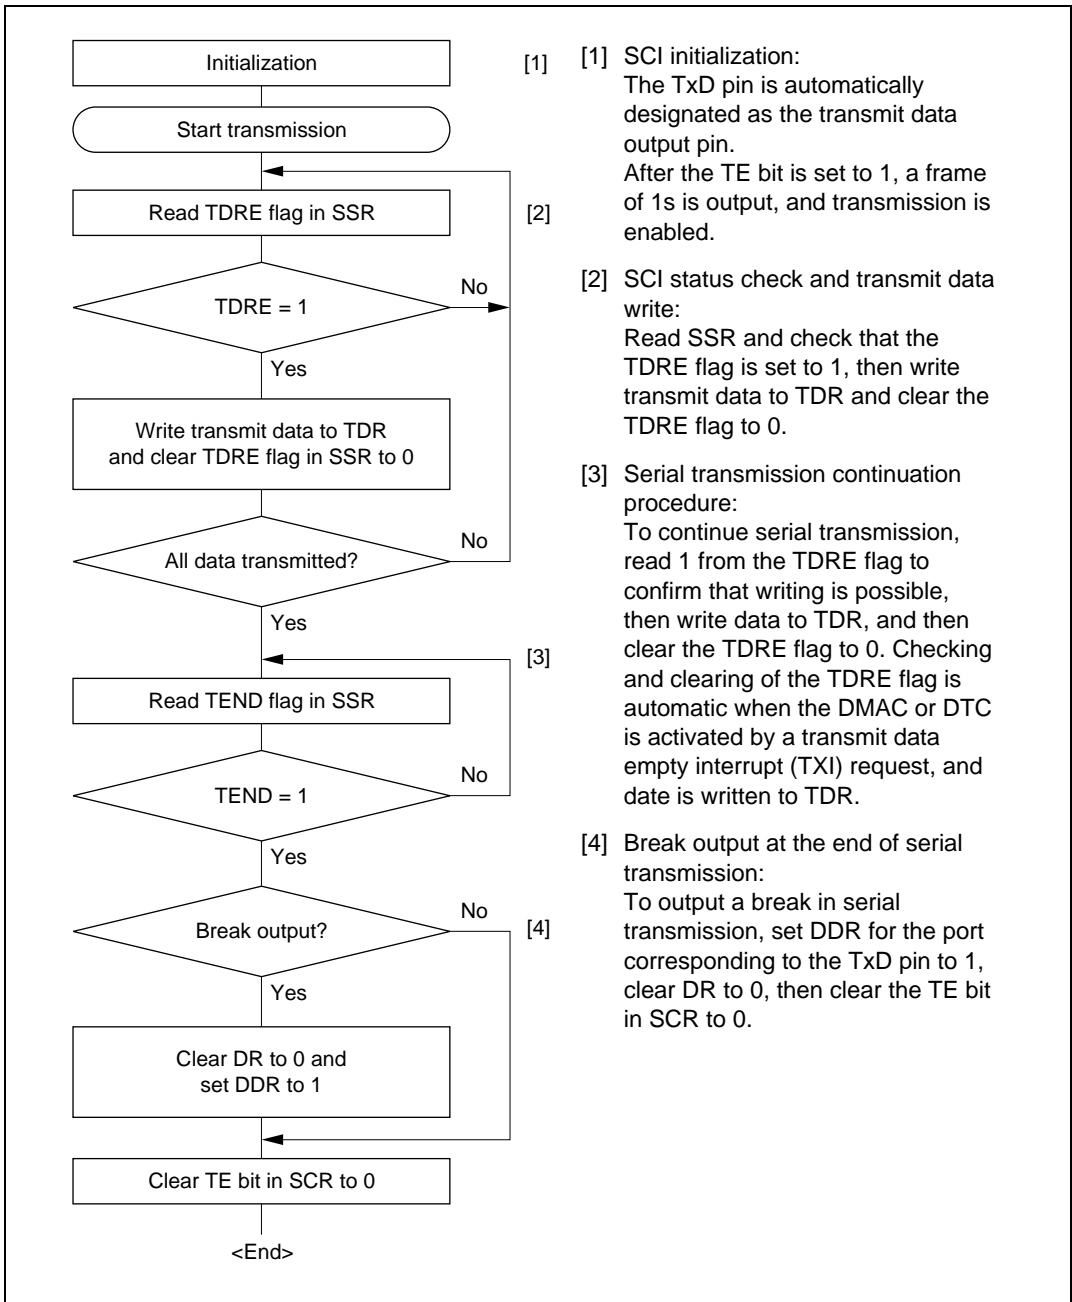 Initialization
[1]
Start transmission
Read TDRE flag in SSR
[2]
TDRE = 1
No
Yes
Write transmit data to TDR
and clear TDRE flag in SSR to 0
All data transmitted?
No
Yes
[3]
Read TEND flag in SSR
TEND = 1
No
Yes
Break output?
No
[4]
Yes
Clear DR to 0 and
set DDR to 1
Clear TE bit in SCR to 0
<End>
[1] SCI initialization:
The TxD pin is automatically
designated as the transmit data
output pin.
After the TE bit is set to 1, a frame
of 1s is output, and transmission is
enabled.
[2] SCI status check and transmit data
write:
Read SSR and check that the
TDRE flag is set to 1, then write
transmit data to TDR and clear the
TDRE flag to 0.
[3] Serial transmission continuation
procedure:
To continue serial transmission,
read 1 from the TDRE flag to
confirm that writing is possible,
then write data to TDR, and then
clear the TDRE flag to 0. Checking
and clearing of the TDRE flag is
automatic when the DMAC or DTC
is activated by a transmit data
empty interrupt (TXI) request, and
date is written to TDR.
[4] Break output at the end of serial
transmission:
To output a break in serial
transmission, set DDR for the port
corresponding to the TxD pin to 1,
clear DR to 0, then clear the TE bit
in SCR to 0.